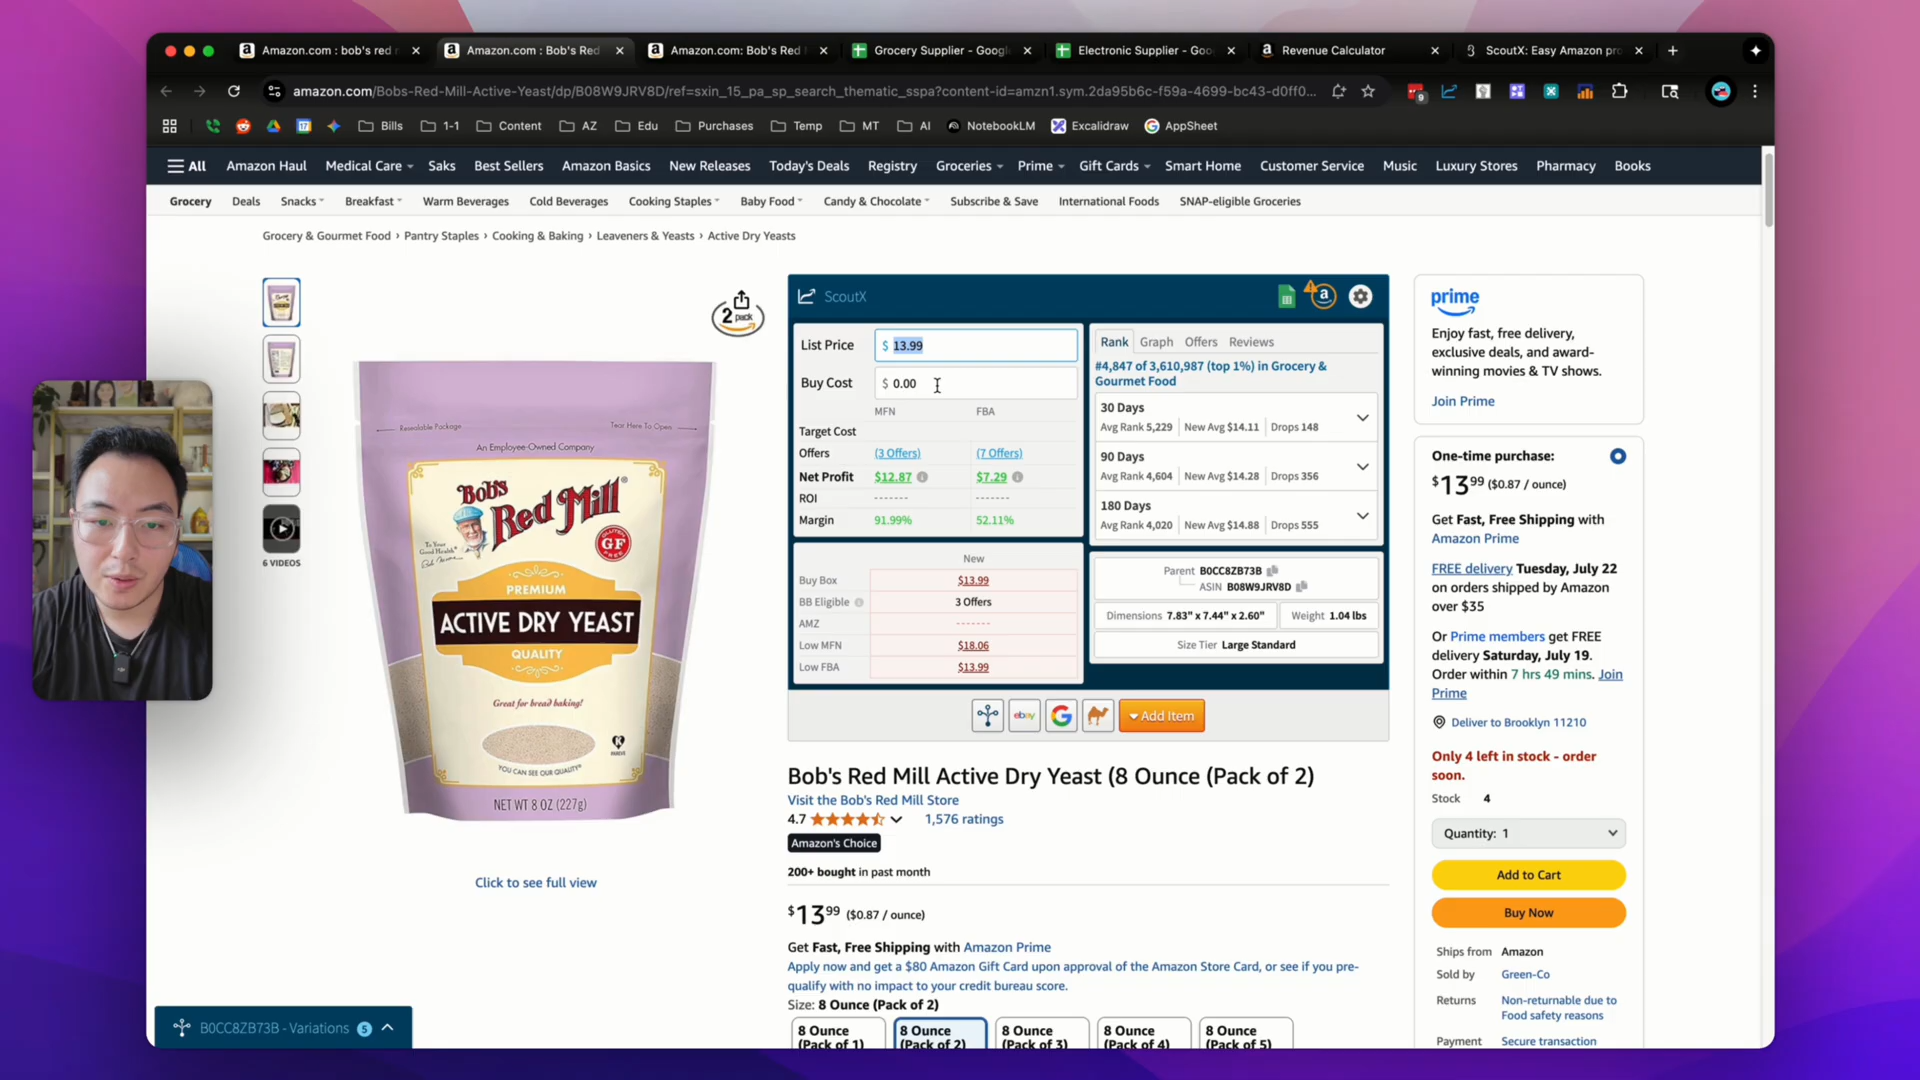 Amazon.com : bob's red m
Amazon.com : Bob's Red
Amazon.com: Bob's Red
Grocery Supplier - Google
Electronic Supplier - Goo
Revenue Calculator
ScoutX: Easy Amazon pro
amazon.com/Bobs-Red-Mill-Active-Yeast/dp/B08W9JRV8D/ref=sxin_15_pa_sp_search_thematic_sspa?content-id=amzn1.sym.2da95b6c-f59a-4699-bc43-d0ff0...
9
17
Bills
1-1
Content
AZ
Edu
Purchases
Temp
MT
AI
NotebookLM
Excalidraw
AppSheet
All
Amazon Haul
Medical Care
Saks
Best Sellers
Amazon Basics
New Releases
Today's Deals
Registry
Groceries
Prime
Gift Cards
Smart Home
Customer Service
Music
Luxury Stores
Pharmacy
Books
Grocery
Deals
Snacks
Breakfast
Warm Beverages
Cold Beverages
Cooking Staples
Baby Food
Candy & Chocolate
Subscribe & Save
International Foods
SNAP-eligible Groceries
Grocery & Gourmet Food › Pantry Staples › Cooking & Baking › Leaveners & Yeasts › Active Dry Yeasts
6 VIDEOS
2 pack
Resealable Package
Tear Here To Open
An Employee-Owned Company
Bob's
Red Mill
To Your
Good Health
GF
PREMIUM
ACTIVE DRY YEAST
QUALITY
Great for bread baking!
YOU CAN SEE OUR QUALITY
NET WT 8 OZ (227g)
Click to see full view
ScoutX
List Price
$ 13.99
Buy Cost
$ 0.00
MFN FBA
Target Cost
Offers (3 Offers) (7 Offers)
Net Profit $12.87 $7.29
ROI ------- -------
Margin 91.99% 52.11%
New
Buy Box $13.99
BB Eligible 3 Offers
AMZ -------
Low MFN $18.06
Low FBA $13.99
Rank Graph Offers Reviews
#4,847 of 3,610,987 (top 1%) in Grocery &
Gourmet Food
30 Days
Avg Rank 5,229 New Avg $14.11 Drops 148
90 Days
Avg Rank 4,604 New Avg $14.28 Drops 356
180 Days
Avg Rank 4,020 New Avg $14.88 Drops 555
Parent B0CC8ZB73B
ASIN B08W9JRV8D
Dimensions 7.83" x 7.44" x 2.60"
Weight 1.04 lbs
Size Tier Large Standard
ebay
Add Item
Bob's Red Mill Active Dry Yeast (8 Ounce (Pack of 2)
Visit the Bob's Red Mill Store
4.7
1,576 ratings
Amazon's Choice
200+ bought in past month
$13 99 ($0.87 / ounce)
Get Fast, Free Shipping with Amazon Prime
Apply now and get a $80 Amazon Gift Card upon approval of the Amazon Store Card, or see if you pre-
qualify with no impact to your credit bureau score.
Size: 8 Ounce (Pack of 2)
8 Ounce
(Pack of 1)
8 Ounce
(Pack of 2)
8 Ounce
(Pack of 3)
8 Ounce
(Pack of 4)
8 Ounce
(Pack of 5)
prime
Enjoy fast, free delivery,
exclusive deals, and award-
winning movies & TV shows.
Join Prime
One-time purchase:
$13 99 ($0.87 / ounce)
Get Fast, Free Shipping with
Amazon Prime
FREE delivery Tuesday, July 22
on orders shipped by Amazon
over $35
Or Prime members get FREE
delivery Saturday, July 19.
Order within 7 hrs 49 mins. Join
Prime
Deliver to Brooklyn 11210
Only 4 left in stock - order
soon.
Stock 4
Quantity: 1
Add to Cart
Buy Now
Ships from Amazon
Sold by Green-Co
Returns Non-returnable due to
Food safety reasons
Payment Secure transaction
B0CC8ZB73B - Variations 5